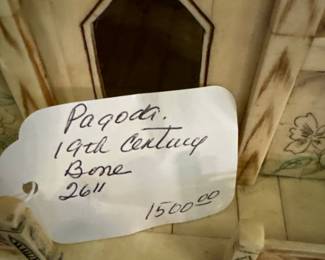 Pagoda.
19th Century
Bone
26"
1500.00